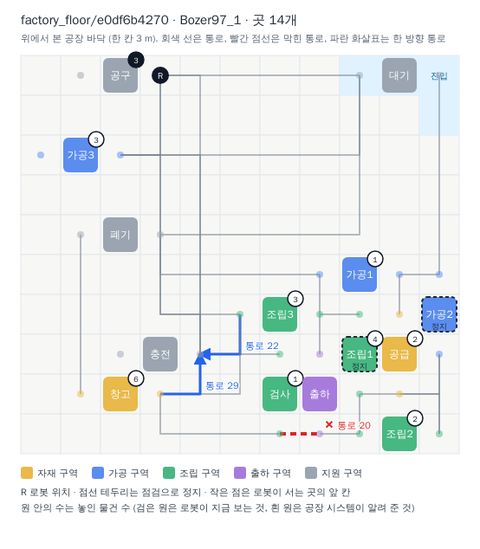 factory_floor/e0df6b4270 · Bozer97_1 · 곳 14개
위에서 본 공장 바닥 (한 칸 3 m). 회색 선은 통로, 빨간 점선은 막힌 통로, 파란 화살표는 한 방향 통로
공구 3
R
대기
가공3 3
폐기
가공1 1
조립3 3
가공2
정지
통로 22
충전
조립1 4
정지
공급 2
창고 6
통로 29
검사 1
출하
× 통로 20
조립2 2
자재 구역 가공 구역 조립 구역 출하 구역 지원 구역
R 로봇 위치 · 점선 테두리는 점검으로 정지 · 작은 점은 로봇이 서는 곳의 앞 칸
원 안의 수는 놓인 물건 수 (검은 원은 로봇이 지금 보는 것, 흰 원은 공장 시스템이 알려 준 것)